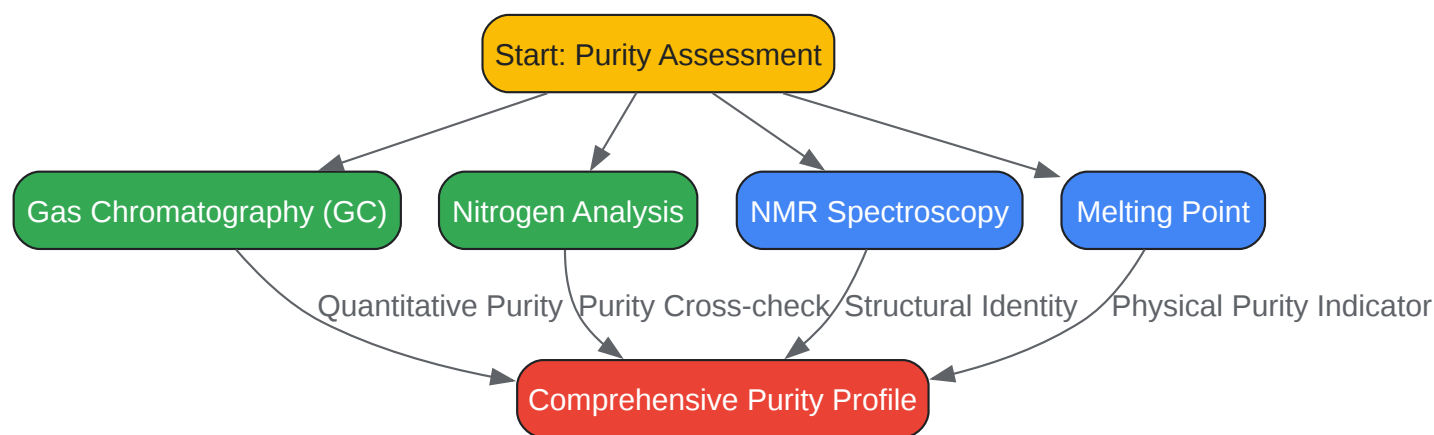 Start: Purity Assessment
Gas Chromatography (GC)
Nitrogen Analysis
NMR Spectroscopy
Melting Point
Quantitative Purity
Purity Cross-check
Structural Identity
Physical Purity Indicator
Comprehensive Purity Profile